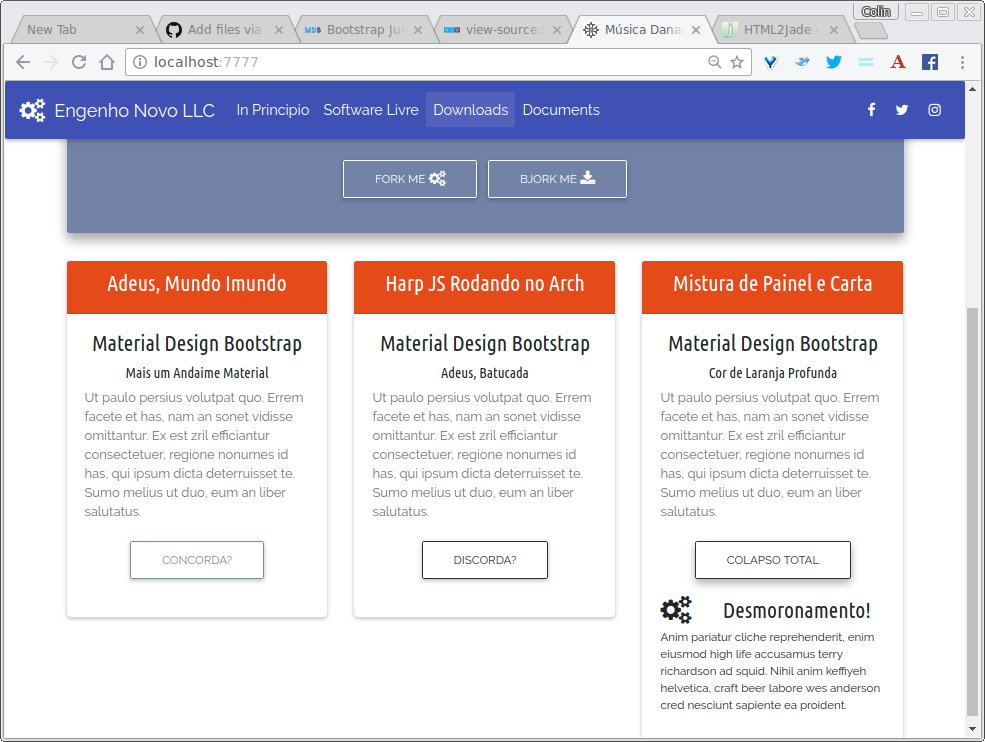 Colin
New Tab
Add files via
Bootstrap Jur
view-source:
Música Dana
HTML2Jade -
localhost:7777
Engenho Novo LLC In Principio Software Livre Downloads Documents
FORK ME BJORK ME
Adeus, Mundo Imundo
Material Design Bootstrap
Mais um Andaime Material
Ut paulo persius volutpat quo. Errem
facete et has, nam an sonet vidisse
omittantur. Ex est zril efficiantur
consectetuer, regione nonumes id
has, qui ipsum dicta deterruisset te.
Sumo melius ut duo, eum an liber
salutatus.
CONCORDA?
Harp JS Rodando no Arch
Material Design Bootstrap
Adeus, Batucada
Ut paulo persius volutpat quo. Errem
facete et has, nam an sonet vidisse
omittantur. Ex est zril efficiantur
consectetuer, regione nonumes id
has, qui ipsum dicta deterruisset te.
Sumo melius ut duo, eum an liber
salutatus.
DISCORDA?
Mistura de Painel e Carta
Material Design Bootstrap
Cor de Laranja Profunda
Ut paulo persius volutpat quo. Errem
facete et has, nam an sonet vidisse
omittantur. Ex est zril efficiantur
consectetuer, regione nonumes id
has, qui ipsum dicta deterruisset te.
Sumo melius ut duo, eum an liber
salutatus.
COLAPSO TOTAL
Desmoronamento!
Anim pariatur cliche reprehenderit, enim
eiusmod high life accusamus terry
richardson ad squid. Nihil anim keffiyeh
helvetica, craft beer labore wes anderson
cred nesciunt sapiente ea proident.